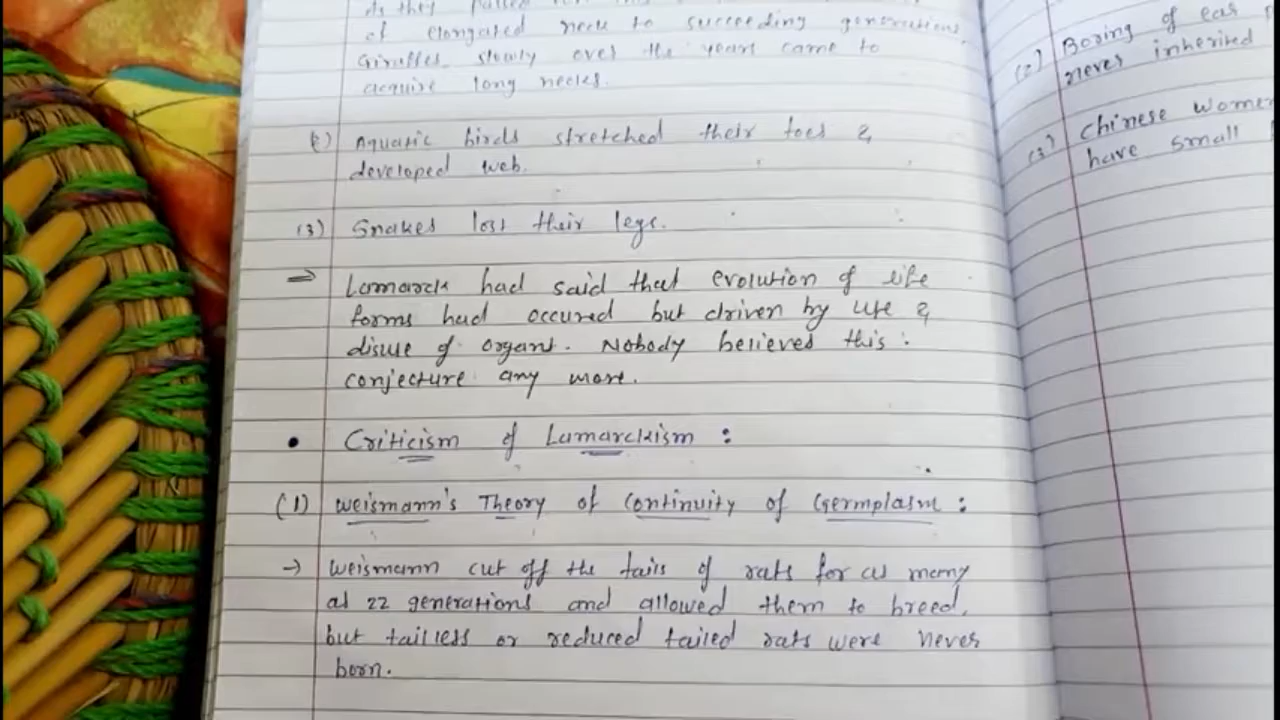 of elongated neck to succeeding generations.
Giraffes slowly over the years came to
acquire long necks.
Aquatic birds stretched their toes &
developed web.
(3) Snakes loss their legs.
⇒ Lamarck had said that evolution of life
forms had occured but driven by use &
disuse of organs. Nobody believed this
conjecture any more.
• Criticism of Lamarckism :
(1) Weismann's Theory of Continuity of Germplasm :
→ Weismann cut off the tails of rats for as many
as 22 generations and allowed them to breed,
but tailless or reduced tailed rats were never
born.
(2) Boring of ear
never inherited
(3) Chinese women
have small